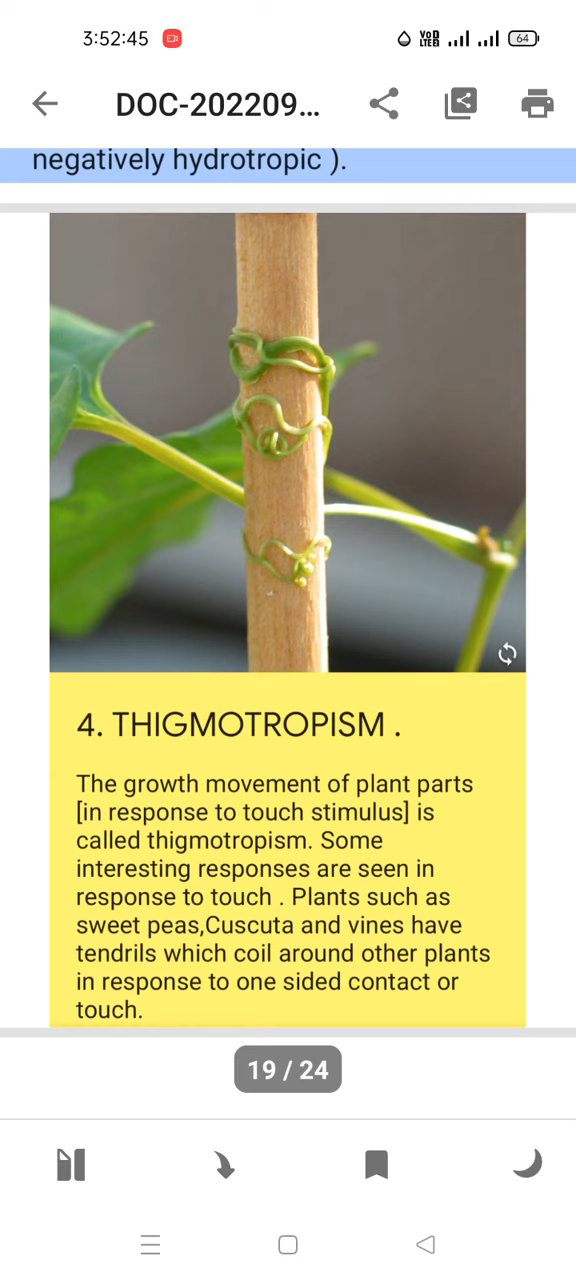 3:52:45
VoD
LTE2
64
DOC-202209...
negatively hydrotropic ).
4. THIGMOTROPISM .
The growth movement of plant parts
[in response to touch stimulus] is
called thigmotropism. Some
interesting responses are seen in
response to touch . Plants such as
sweet peas,Cuscuta and vines have
tendrils which coil around other plants
in response to one sided contact or
touch.
19 / 24